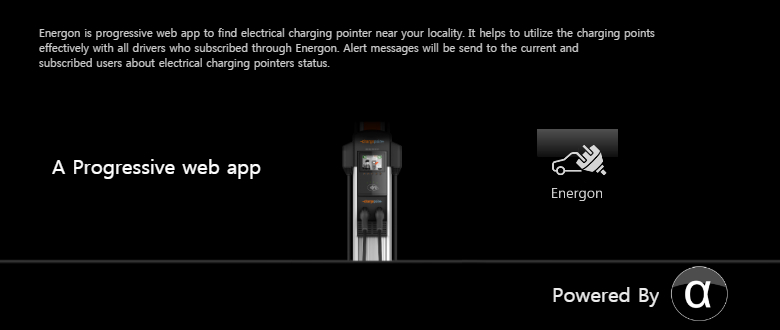 Energon is progressive web app to find electrical charging pointer near your locality. It helps to utilize the charging points
effectively with all drivers who subscribed through Energon. Alert messages will be send to the current and
subscribed users about electrical charging pointers status.
A Progressive web app
Energon
Powered By α